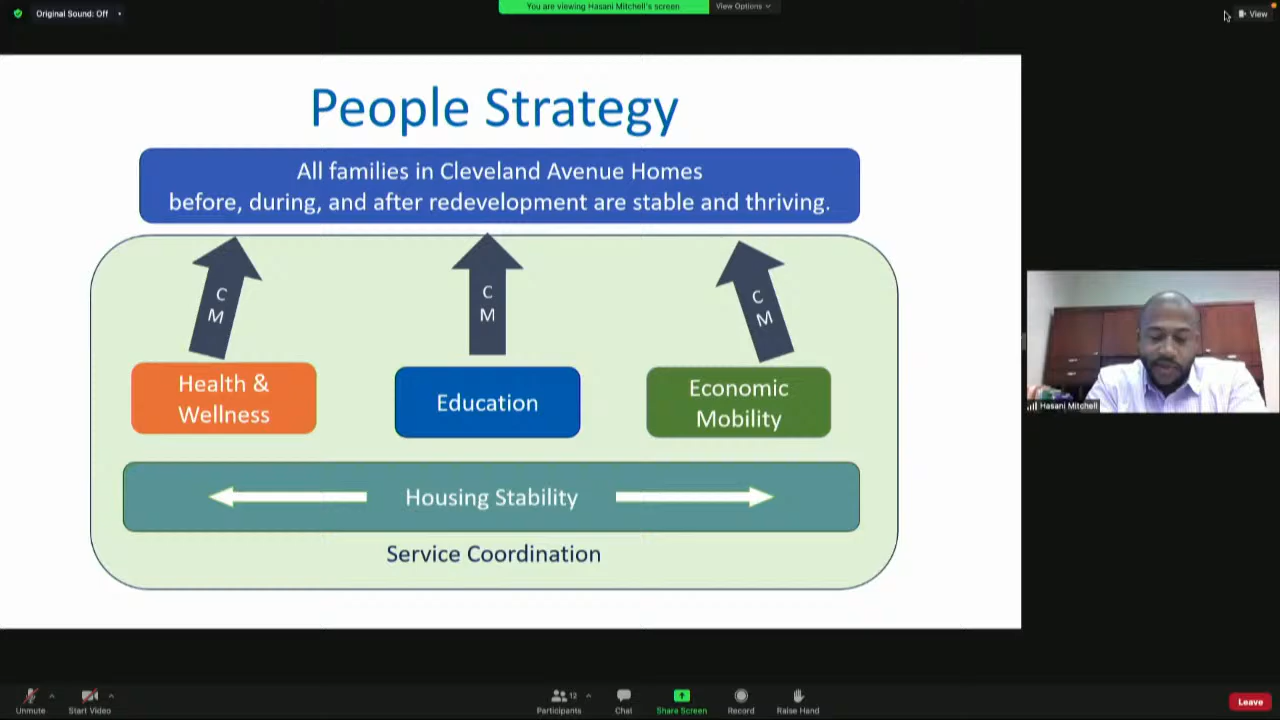 Original Sound: Off
You are viewing Hasani Mitchell's screen
View Options
View
People Strategy
All families in Cleveland Avenue Homes
before, during, and after redevelopment are stable and thriving.
C
M
C
M
C
M
Health &
Wellness
Education
Economic
Mobility
Housing Stability
Service Coordination
Hasani Mitchell
Unmute
Start Video
12
Participants
Chat
Share Screen
Record
Raise Hand
Leave